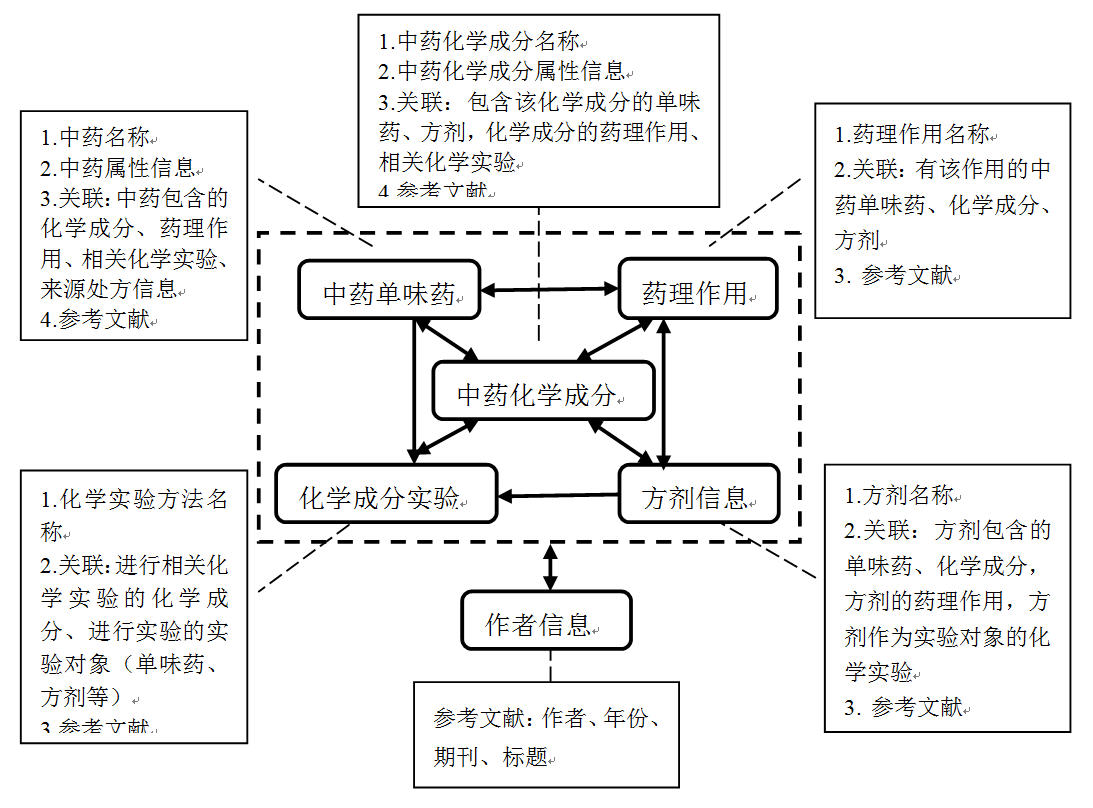 1.中药化学成分名称
2.中药化学成分属性信息
3.关联：包含该化学成分的单味
药、方剂，化学成分的药理作用、
相关化学实验
4 参考文献
1.中药名称
2.中药属性信息
3.关联：中药包含的
化学成分、药理作
用、相关化学实验、
来源处方信息
4.参考文献
1.药理作用名称
2.关联：有该作用的中
药单味药、化学成分、
方剂
3. 参考文献
中药单味药
药理作用
中药化学成分
化学成分实验
方剂信息
作者信息
1.化学实验方法名
称
2.关联：进行相关化
学实验的化学成
分、进行实验的实
验对象（单味药、
方剂等）
3 参考文献
1.方剂名称
2.关联：方剂包含的
单味药、化学成分，
方剂的药理作用，方
剂作为实验对象的化
学实验
3. 参考文献
参考文献：作者、年份、
期刊、标题